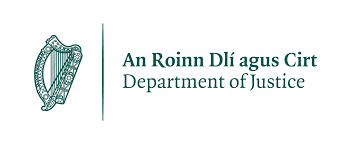 An Roinn Dlí agus Cirt
Department of Justice